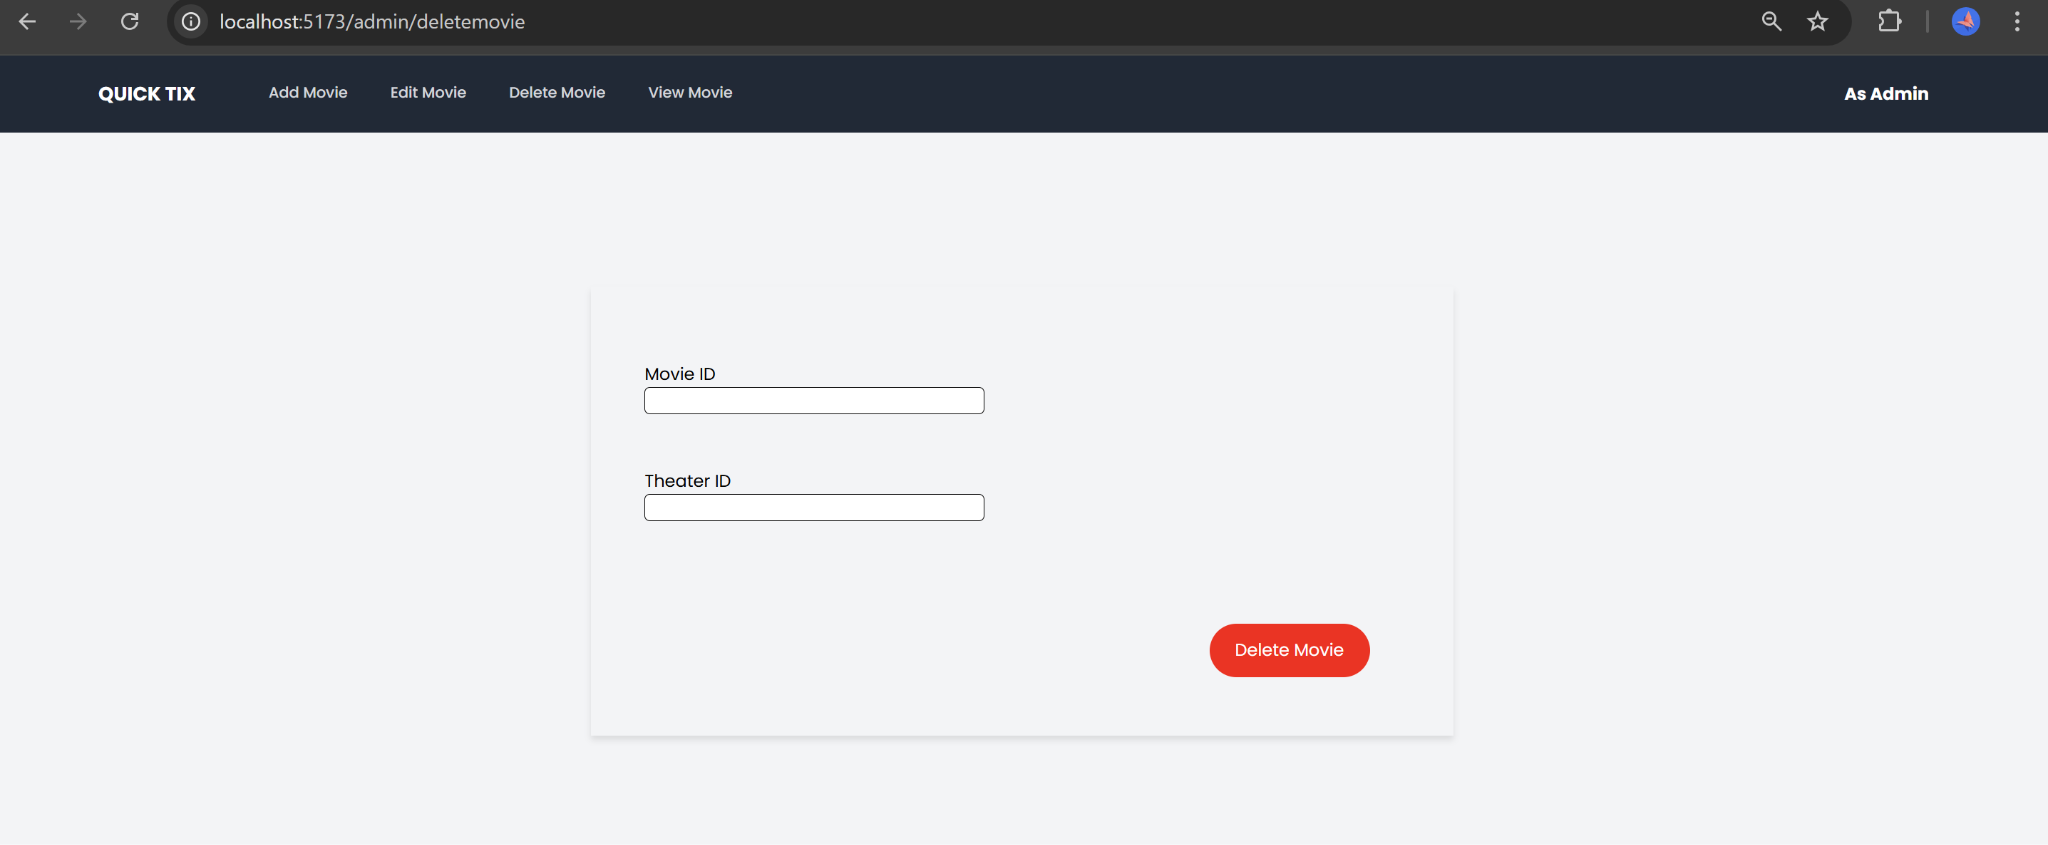 localhost:5173/admin/deletemovie
QUICK TIX Add Movie Edit Movie Delete Movie View Movie As Admin
Movie ID
Theater ID
Delete Movie